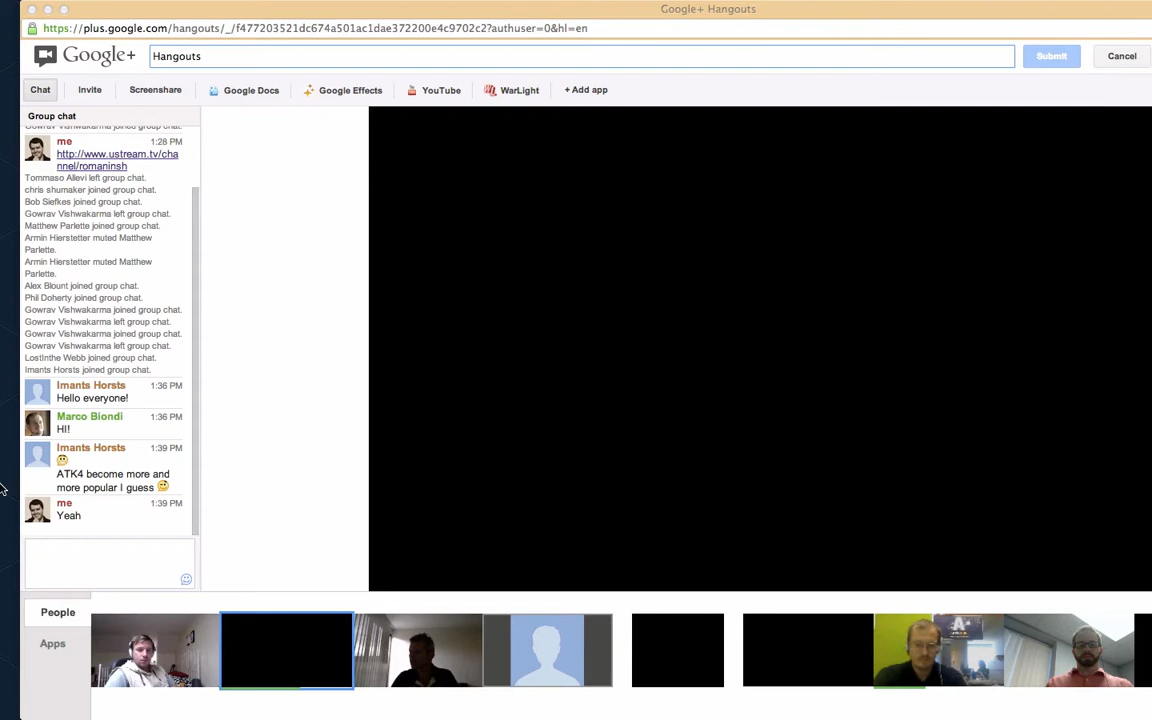 Google+ Hangouts
https://plus.google.com/hangouts/_/f477203521dc674a501ac1dae372200e4c9702c2?authuser=0&hl=en
Google+ Hangouts Submit Cancel
Chat Invite Screenshare Google Docs Google Effects YouTube WarLight + Add app
Group chat
Gowrav Vishwakarma joined group chat.
me 1:28 PM
http://www.ustream.tv/cha
nnel/romaninsh
Tommaso Allevi left group chat.
chris shumaker joined group chat.
Bob Siefkes joined group chat.
Gowrav Vishwakarma left group chat.
Matthew Parlette joined group chat.
Armin Hierstetter muted Matthew
Parlette.
Armin Hierstetter muted Matthew
Parlette.
Alex Blount joined group chat.
Phil Doherty joined group chat.
Gowrav Vishwakarma joined group chat.
Gowrav Vishwakarma left group chat.
Gowrav Vishwakarma joined group chat.
Gowrav Vishwakarma left group chat.
LostInthe Webb joined group chat.
Imants Horsts joined group chat.
Imants Horsts 1:36 PM
Hello everyone!
Marco Biondi 1:36 PM
HI!
Imants Horsts 1:39 PM
ATK4 become more and
more popular I guess
me 1:39 PM
Yeah
People
Apps